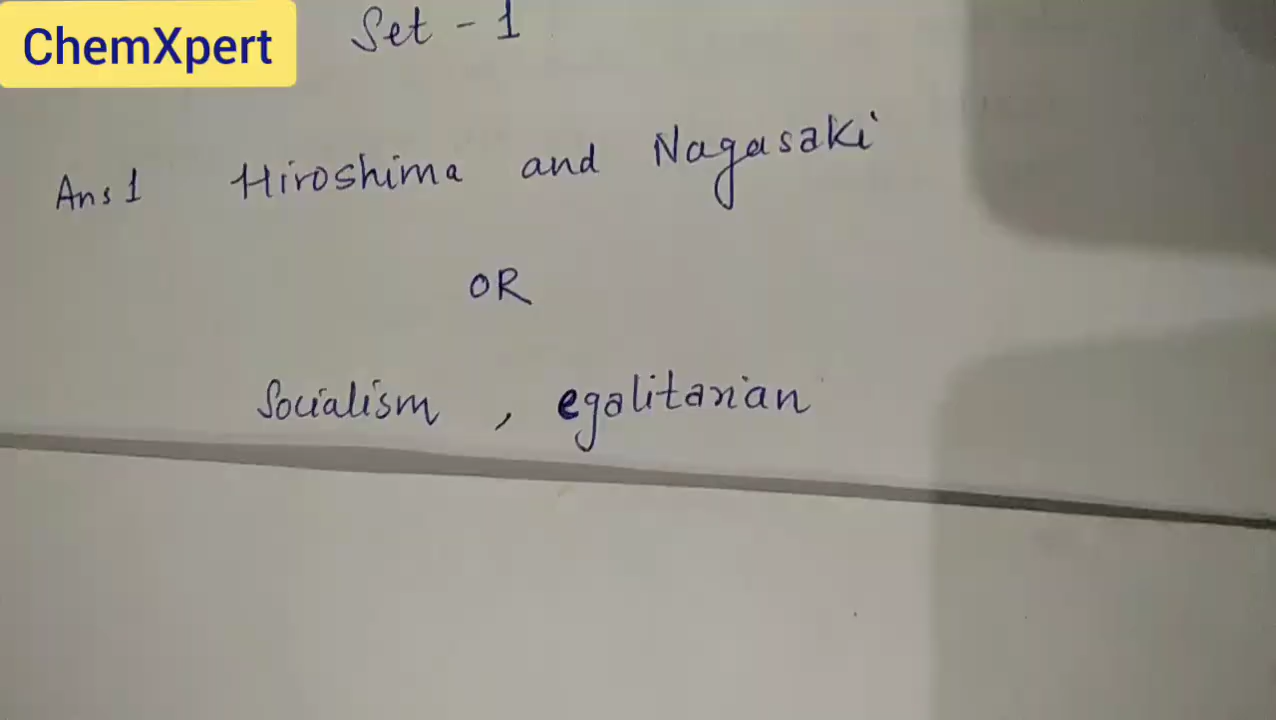 ChemXpert
Set - 1
Ans 1 Hiroshima and Nagasaki
OR
Socialism , egalitarian